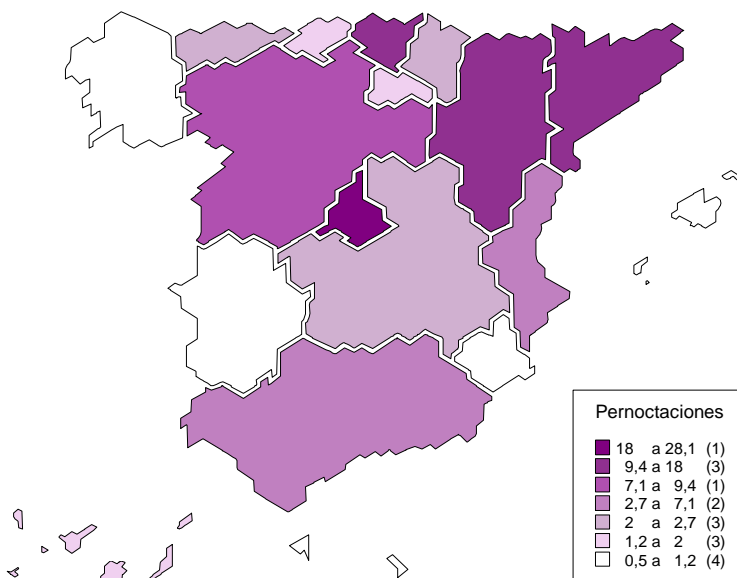 Pernoctaciones
18 a 28,1 (1)
9,4 a 18 (3)
7,1 a 9,4 (1)
2,7 a 7,1 (2)
2 a 2,7 (3)
1,2 a 2 (3)
0,5 a 1,2 (4)